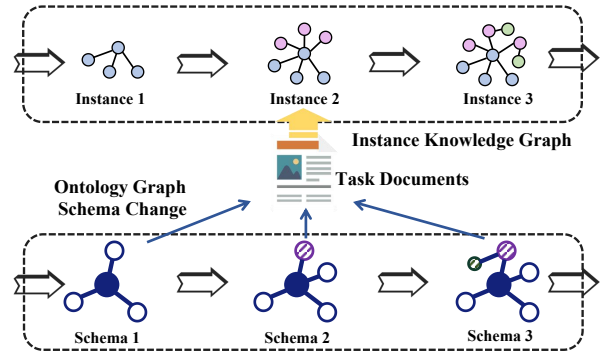 Instance 1
Instance 2
Instance 3
Instance Knowledge Graph
Task Documents
Ontology Graph
Schema Change
Schema 1
Schema 2
Schema 3